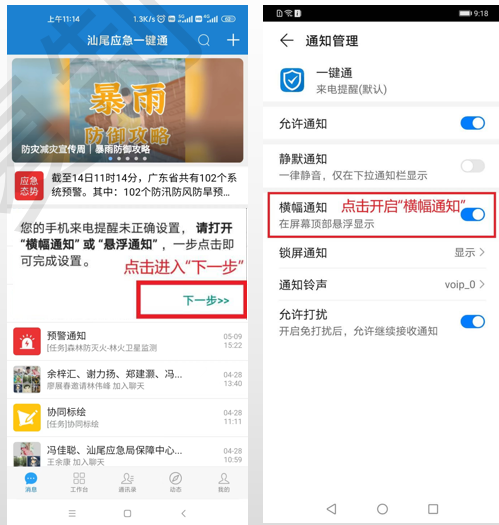 上午11:14
1.3K/s
汕尾应急一键通
暴雨
防御攻略
防灾减灾宣传周｜暴雨防御攻略
应急
态势
截至14日11时14分，广东省共有102个系
统预警。其中：102个防汛防风防旱预...
您的手机来电提醒未正确设置，请打开
“横幅通知” 或 “悬浮通知” ，一步点击即
可完成设置。
点击进入“下一步”
下一步>>
预警通知
05-09
[任务]森林防灭火-林火卫星监测
15:22
余梓汇、谢力扬、郑建灏、冯...
04-28
廖展春邀请林伟峰 加入聊天
13:40
协同标绘
04-28
[任务]协同标绘
11:11
冯佳聪、汕尾应急局保障中心...
04-28
王余康 加入聊天
10:59
消息
工作台
通讯录
动态
我的
9:18
通知管理
一键通
来电提醒(默认)
允许通知
静默通知
一律静音，仅在下拉通知栏显示
横幅通知
点击开启“横幅通知”
在屏幕顶部悬浮显示
锁屏通知
显示
通知铃声
voip_0
允许打扰
开启免打扰后，允许继续接收通知